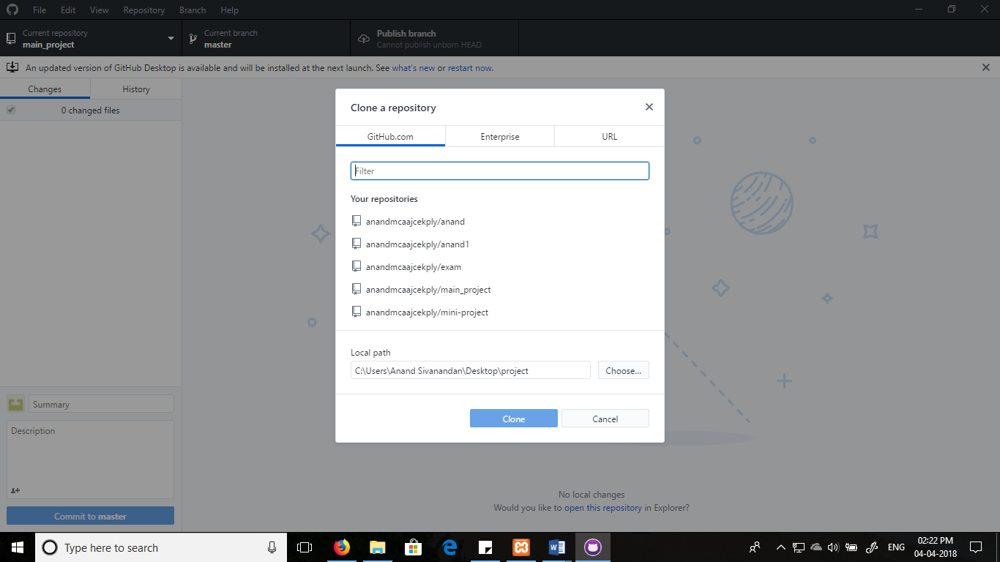 File Edit View Repository Branch Help
Current repository
main_project
Current branch
master
Publish branch
Cannot publish unborn HEAD
An updated version of GitHub Desktop is available and will be installed at the next launch. See what's new or restart now.
Changes History
0 changed files
Clone a repository
GitHub.com Enterprise URL
Filter
Your repositories
anandmcaajcekply/anand
anandmcaajcekply/anand1
anandmcaajcekply/exam
anandmcaajcekply/main_project
anandmcaajcekply/mini-project
Local path
C:\Users\Anand Sivanandan\Desktop\project Choose...
Clone Cancel
Summary
Description
Commit to master
No local changes
Would you like to open this repository in Explorer?
Type here to search
ENG
02:22 PM
04-04-2018